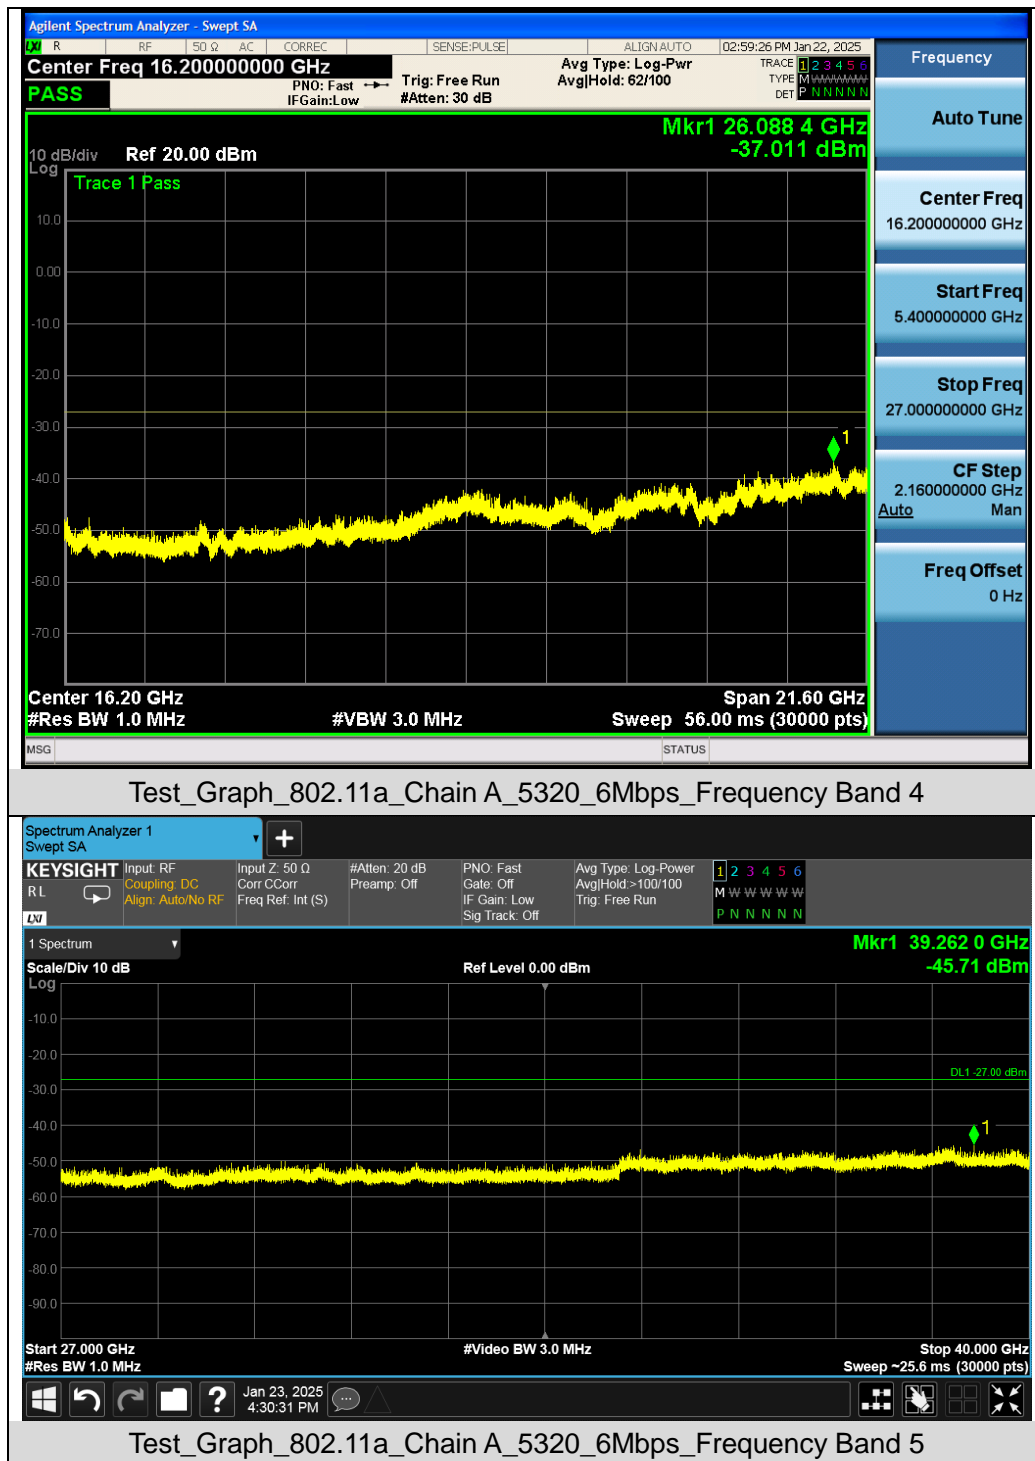 Agilent Spectrum Analyzer - Swept SA
LXI R RF 50 Ω AC CORREC SENSE:PULSE ALIGN AUTO 02:59:26 PM Jan 22, 2025
Center Freq 16.200000000 GHz
PASS
PNO: Fast
IFGain:Low
Trig: Free Run
#Atten: 30 dB
Avg Type: Log-Pwr
Avg|Hold: 62/100
TRACE 1 2 3 4 5 6
TYPE M W W W W W
DET P N N N N N
Mkr1 26.088 4 GHz
-37.011 dBm
10 dB/div Ref 20.00 dBm
Log
Trace 1 Pass
10.0
0.00
-10.0
-20.0
-30.0
-40.0
-50.0
-60.0
-70.0
1
Center 16.20 GHz Span 21.60 GHz
#Res BW 1.0 MHz #VBW 3.0 MHz Sweep 56.00 ms (30000 pts)
MSG STATUS
Frequency
Auto Tune
Center Freq
16.200000000 GHz
Start Freq
5.400000000 GHz
Stop Freq
27.000000000 GHz
CF Step
2.160000000 GHz
Auto Man
Freq Offset
0 Hz
Test_Graph_802.11a_Chain A_5320_6Mbps_Frequency Band 4
Spectrum Analyzer 1
Swept SA
KEYSIGHT
RL
LXI
Input: RF
Coupling: DC
Align: Auto/No RF
Input Z: 50 Ω
Corr CCorr
Freq Ref: Int (S)
#Atten: 20 dB
Preamp: Off
PNO: Fast
Gate: Off
IF Gain: Low
Sig Track: Off
Avg Type: Log-Power
Avg|Hold:>100/100
Trig: Free Run
1 2 3 4 5 6
M W W W W W
P N N N N N
1 Spectrum
Mkr1 39.262 0 GHz
-45.71 dBm
Scale/Div 10 dB Ref Level 0.00 dBm
Log
-10.0
-20.0
-30.0
-40.0
-50.0
-60.0
-70.0
-80.0
-90.0
DL1 -27.00 dBm
1
Start 27.000 GHz #Video BW 3.0 MHz Stop 40.000 GHz
#Res BW 1.0 MHz Sweep ~25.6 ms (30000 pts)
Jan 23, 2025
4:30:31 PM
Test_Graph_802.11a_Chain A_5320_6Mbps_Frequency Band 5